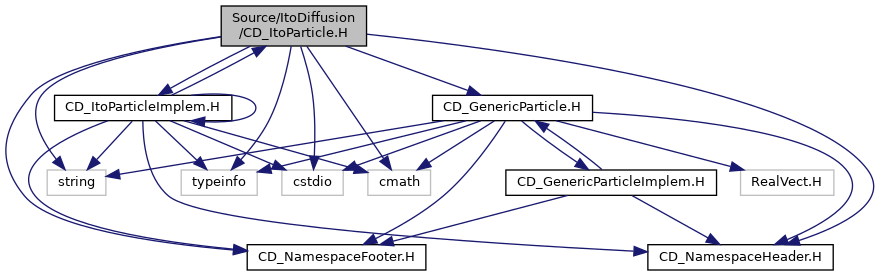 Source/ItoDiffusion
/CD_ItoParticle.H
CD_ItoParticleImplem.H
CD_GenericParticle.H
string
typeinfo
cstdio
cmath
CD_GenericParticleImplem.H
RealVect.H
CD_NamespaceFooter.H
CD_NamespaceHeader.H